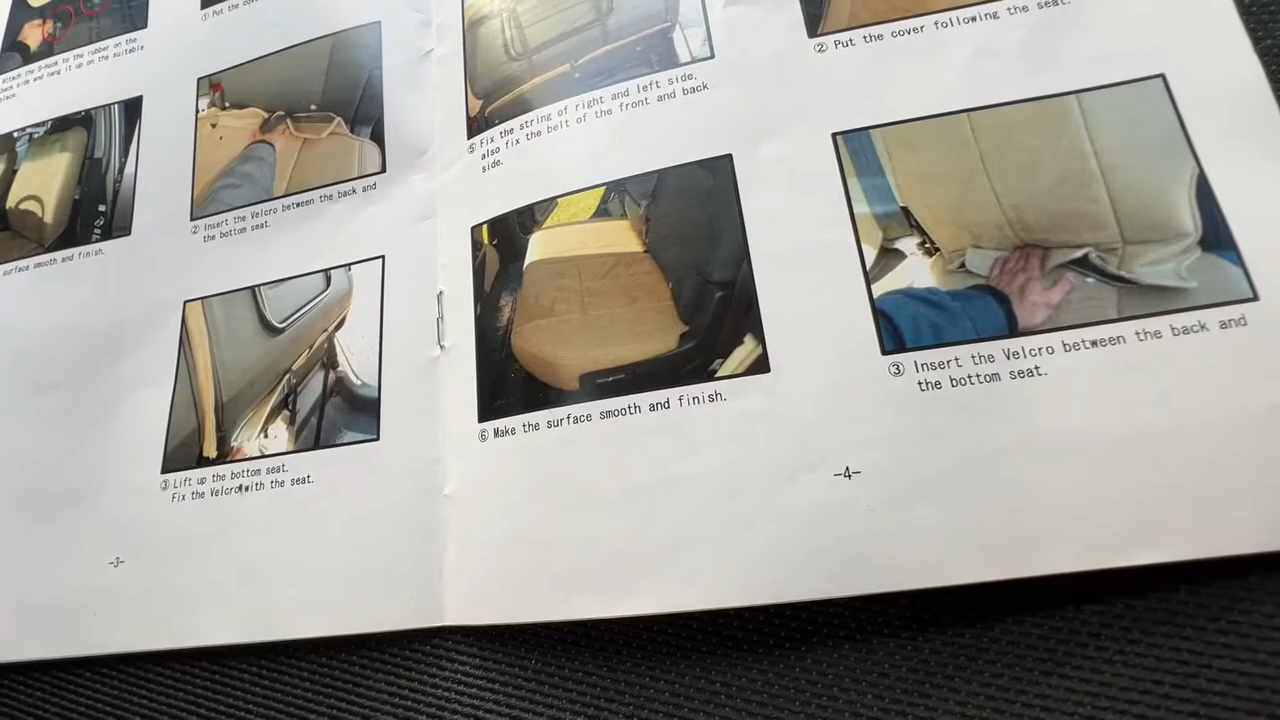 Attach the S-hook to the rubber on the
back side and hang it up on the suitable
place.
surface smooth and finish.
① Put the
② Insert the Velcro between the back and
the bottom seat.
③ Lift up the bottom seat.
Fix the Velcro with the seat.
-3-
⑤ Fix the string of right and left side,
also fix the belt of the front and back
side.
⑥ Make the surface smooth and finish.
② Put the cover following the seat.
③ Insert the Velcro between the back and
the bottom seat.
-4-